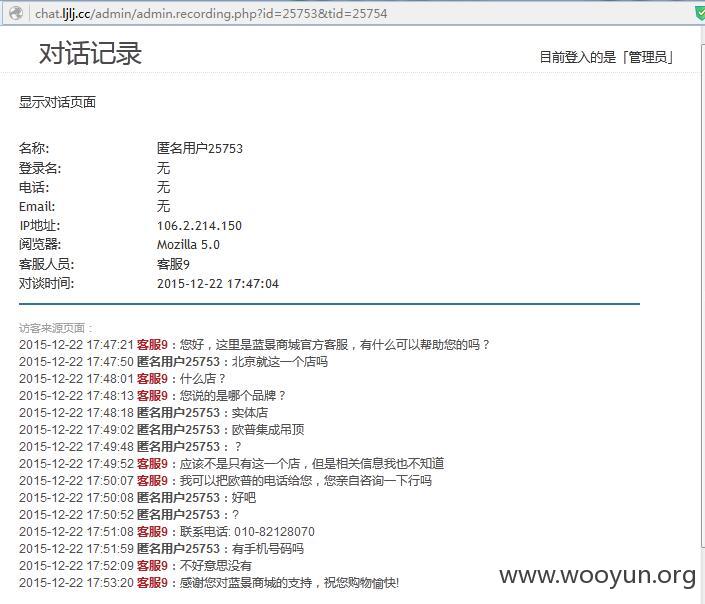 chat.ljlj.cc/admin/admin.recording.php?id=25753&tid=25754
对话记录
目前登入的是「管理员」
显示对话页面
名称: 匿名用户25753
登录名: 无
电话: 无
Email: 无
IP地址: 106.2.214.150
阅览器: Mozilla 5.0
客服人员: 客服9
对谈时间: 2015-12-22 17:47:04
访客来源页面：
2015-12-22 17:47:21 客服9：您好，这里是蓝景商城官方客服，有什么可以帮助您的吗？
2015-12-22 17:47:50 匿名用户25753：北京就这一个店吗
2015-12-22 17:48:01 客服9：什么店？
2015-12-22 17:48:13 客服9：您说的是哪个品牌？
2015-12-22 17:48:18 匿名用户25753：实体店
2015-12-22 17:49:02 匿名用户25753：欧普集成吊顶
2015-12-22 17:49:48 匿名用户25753：？
2015-12-22 17:49:52 客服9：应该不是只有这一个店，但是相关信息我也不知道
2015-12-22 17:50:07 客服9：我可以把欧普的电话给您，您亲自咨询一下行吗
2015-12-22 17:50:08 匿名用户25753：好吧
2015-12-22 17:50:52 匿名用户25753：?
2015-12-22 17:51:08 客服9：联系电话: 010-82128070
2015-12-22 17:51:59 匿名用户25753：有手机号码吗
2015-12-22 17:52:09 客服9：不好意思没有
2015-12-22 17:53:20 客服9：感谢您对蓝景商城的支持，祝您购物愉快!
www.wooyun.org